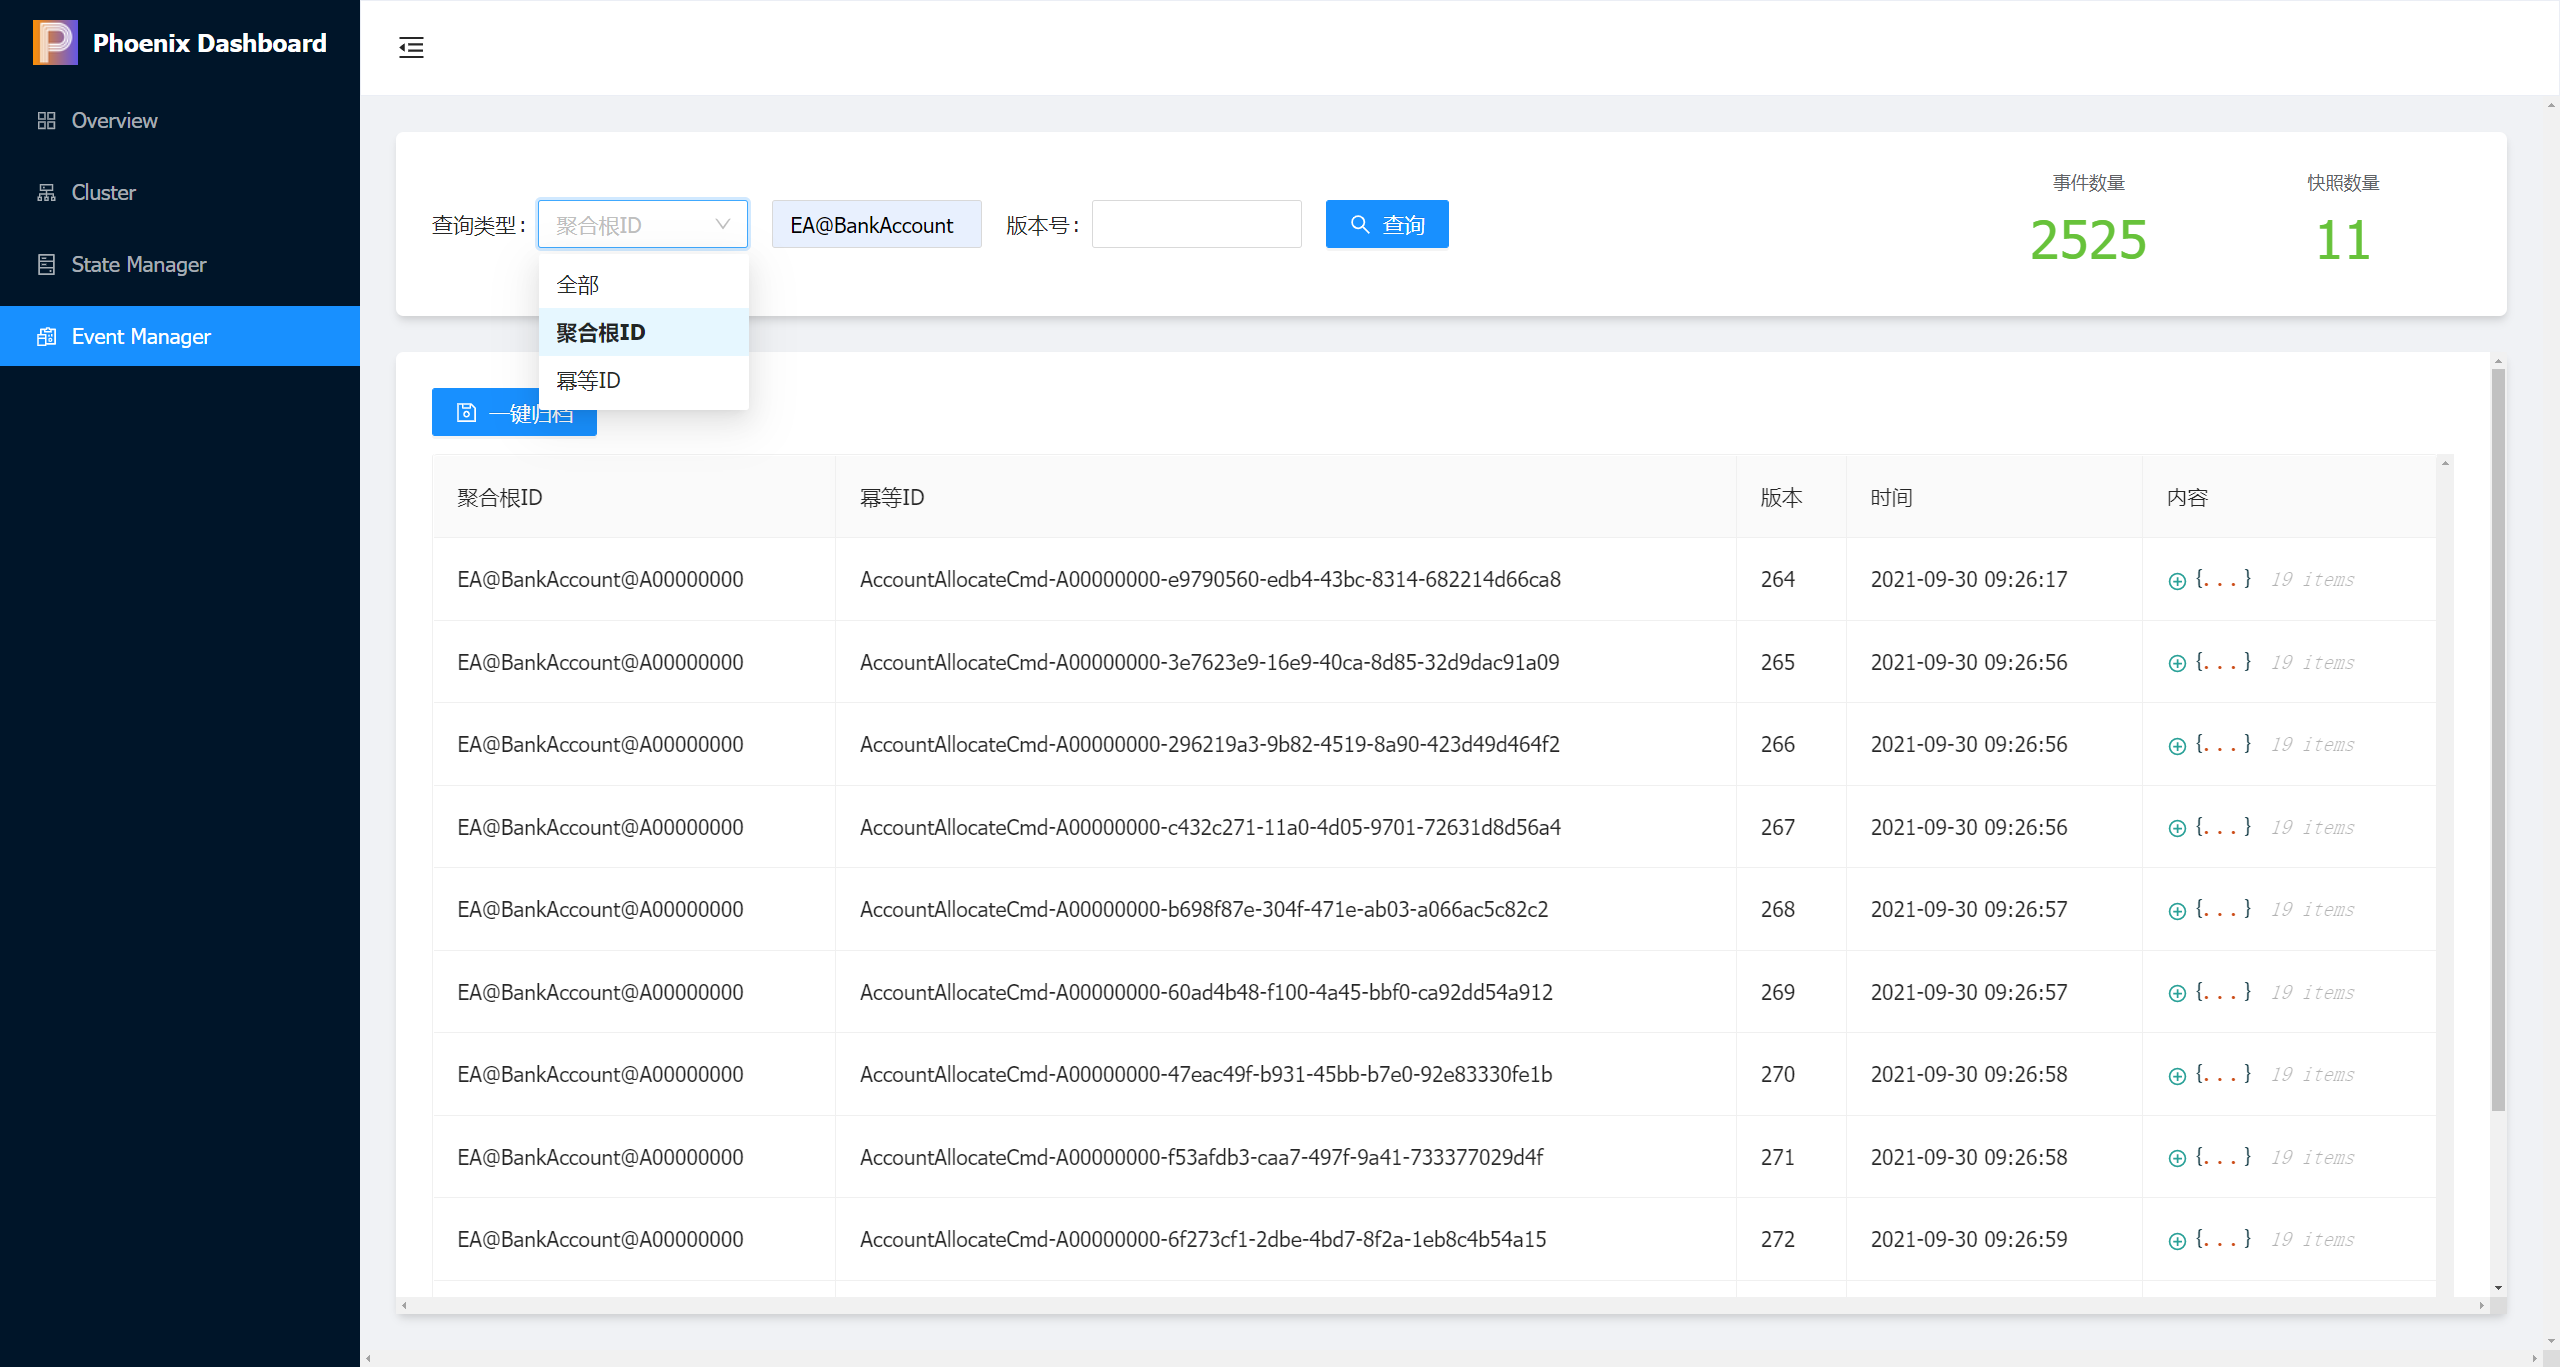 Phoenix Dashboard
Overview
Cluster
State Manager
Event Manager
查询类型: 聚合根ID EA@BankAccount 版本号: 查询
全部
聚合根ID
幂等ID
事件数量 快照数量
2525 11
一键归档
聚合根ID 幂等ID 版本 时间 内容
EA@BankAccount@A00000000 AccountAllocateCmd-A00000000-e9790560-edb4-43bc-8314-682214d66ca8 264 2021-09-30 09:26:17 {...} 19 items
EA@BankAccount@A00000000 AccountAllocateCmd-A00000000-3e7623e9-16e9-40ca-8d85-32d9dac91a09 265 2021-09-30 09:26:56 {...} 19 items
EA@BankAccount@A00000000 AccountAllocateCmd-A00000000-296219a3-9b82-4519-8a90-423d49d464f2 266 2021-09-30 09:26:56 {...} 19 items
EA@BankAccount@A00000000 AccountAllocateCmd-A00000000-c432c271-11a0-4d05-9701-72631d8d56a4 267 2021-09-30 09:26:56 {...} 19 items
EA@BankAccount@A00000000 AccountAllocateCmd-A00000000-b698f87e-304f-471e-ab03-a066ac5c82c2 268 2021-09-30 09:26:57 {...} 19 items
EA@BankAccount@A00000000 AccountAllocateCmd-A00000000-60ad4b48-f100-4a45-bbf0-ca92dd54a912 269 2021-09-30 09:26:57 {...} 19 items
EA@BankAccount@A00000000 AccountAllocateCmd-A00000000-47eac49f-b931-45bb-b7e0-92e83330fe1b 270 2021-09-30 09:26:58 {...} 19 items
EA@BankAccount@A00000000 AccountAllocateCmd-A00000000-f53afdb3-caa7-497f-9a41-733377029d4f 271 2021-09-30 09:26:58 {...} 19 items
EA@BankAccount@A00000000 AccountAllocateCmd-A00000000-6f273cf1-2dbe-4bd7-8f2a-1eb8c4b54a15 272 2021-09-30 09:26:59 {...} 19 items